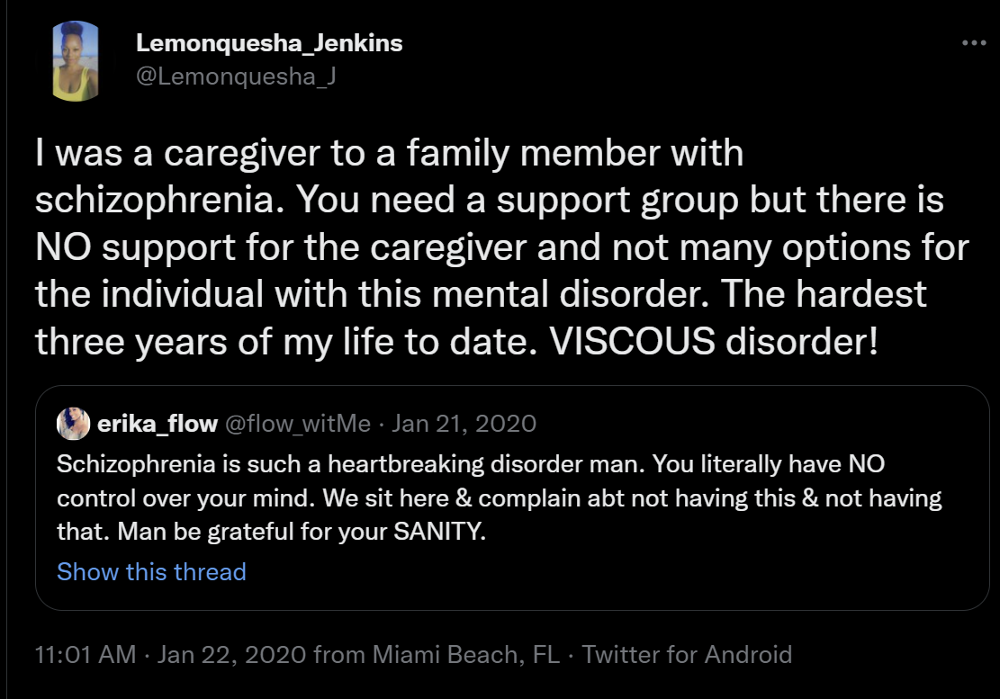 Lemonquesha_Jenkins
@Lemonquesha_J
I was a caregiver to a family member with
schizophrenia. You need a support group but there is
NO support for the caregiver and not many options for
the individual with this mental disorder. The hardest
three years of my life to date. VISCOUS disorder!
erika_flow @flow_witMe · Jan 21, 2020
Schizophrenia is such a heartbreaking disorder man. You literally have NO
control over your mind. We sit here & complain abt not having this & not having
that. Man be grateful for your SANITY.
Show this thread
11:01 AM · Jan 22, 2020 from Miami Beach, FL · Twitter for Android